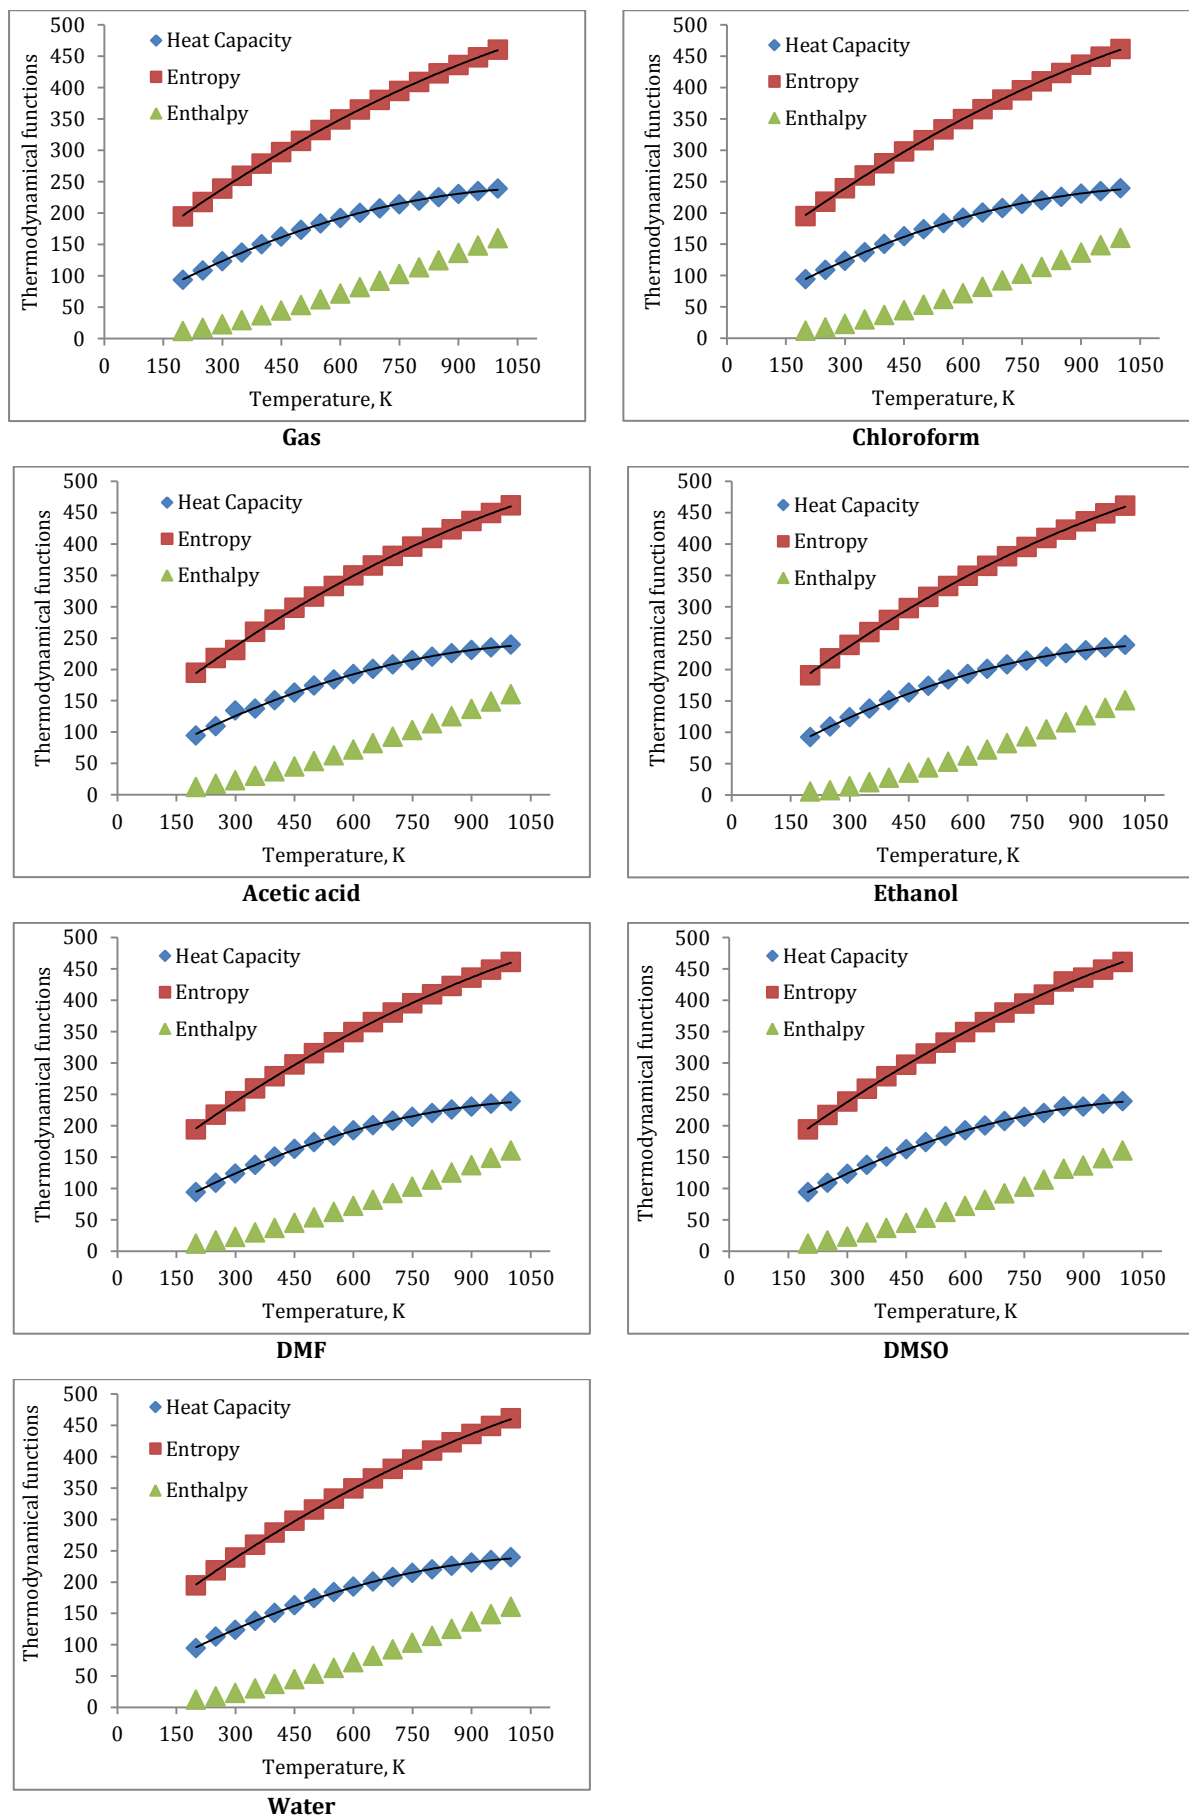 Thermodynamical functions
500
450
400
350
300
250
200
150
100
50
0
Heat Capacity
Entropy
Enthalpy
0 150 300 450 600 750 900 1050
Temperature, K
Gas
Thermodynamical functions
500
450
400
350
300
250
200
150
100
50
0
Heat Capacity
Entropy
Enthalpy
0 150 300 450 600 750 900 1050
Temperature, K
Chloroform
Thermodynamical functions
500
450
400
350
300
250
200
150
100
50
0
Heat Capacity
Entropy
Enthalpy
0 150 300 450 600 750 900 1050
Temperature, K
Acetic acid
Thermodynamical functions
500
450
400
350
300
250
200
150
100
50
0
Heat Capacity
Entropy
Enthalpy
0 150 300 450 600 750 900 1050
Temperature, K
Ethanol
Thermodynamical functions
500
450
400
350
300
250
200
150
100
50
0
Heat Capacity
Entropy
Enthalpy
0 150 300 450 600 750 900 1050
Temperature, K
DMF
Thermodynamical functions
500
450
400
350
300
250
200
150
100
50
0
Heat Capacity
Entropy
Enthalpy
0 150 300 450 600 750 900 1050
Temperature, K
DMSO
Thermodynamical functions
500
450
400
350
300
250
200
150
100
50
0
Heat Capacity
Entropy
Enthalpy
0 150 300 450 600 750 900 1050
Temperature, K
Water